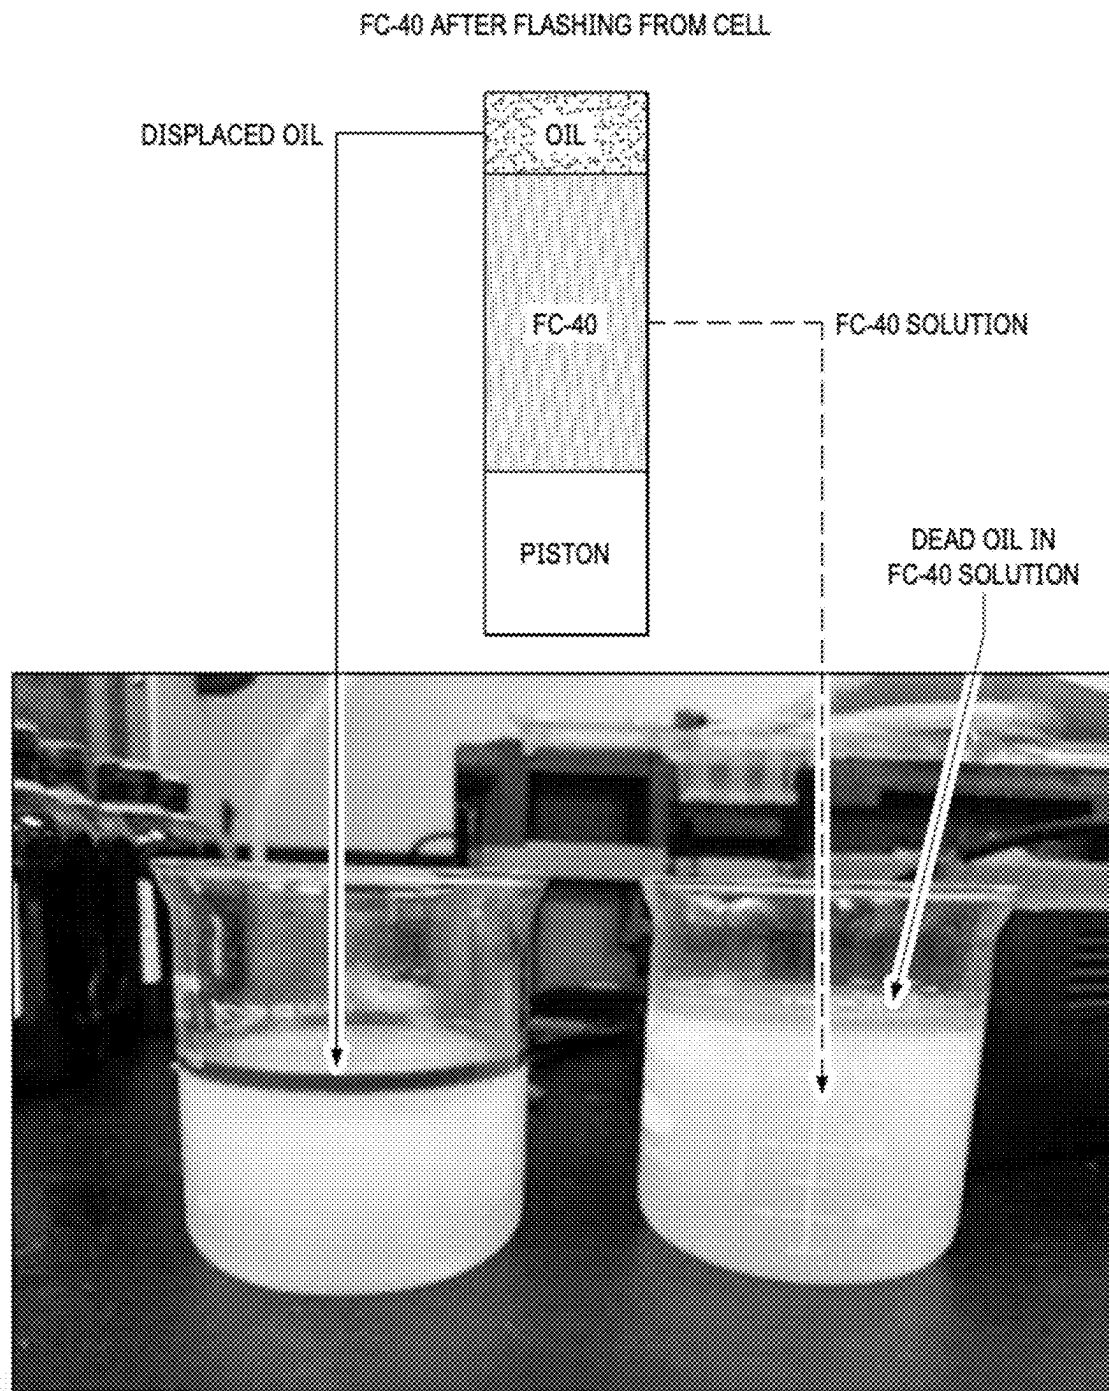 FC-40 AFTER FLASHING FROM CELL
DISPLACED OIL
OIL
FC-40
FC-40 SOLUTION
PISTON
DEAD OIL IN
FC-40 SOLUTION